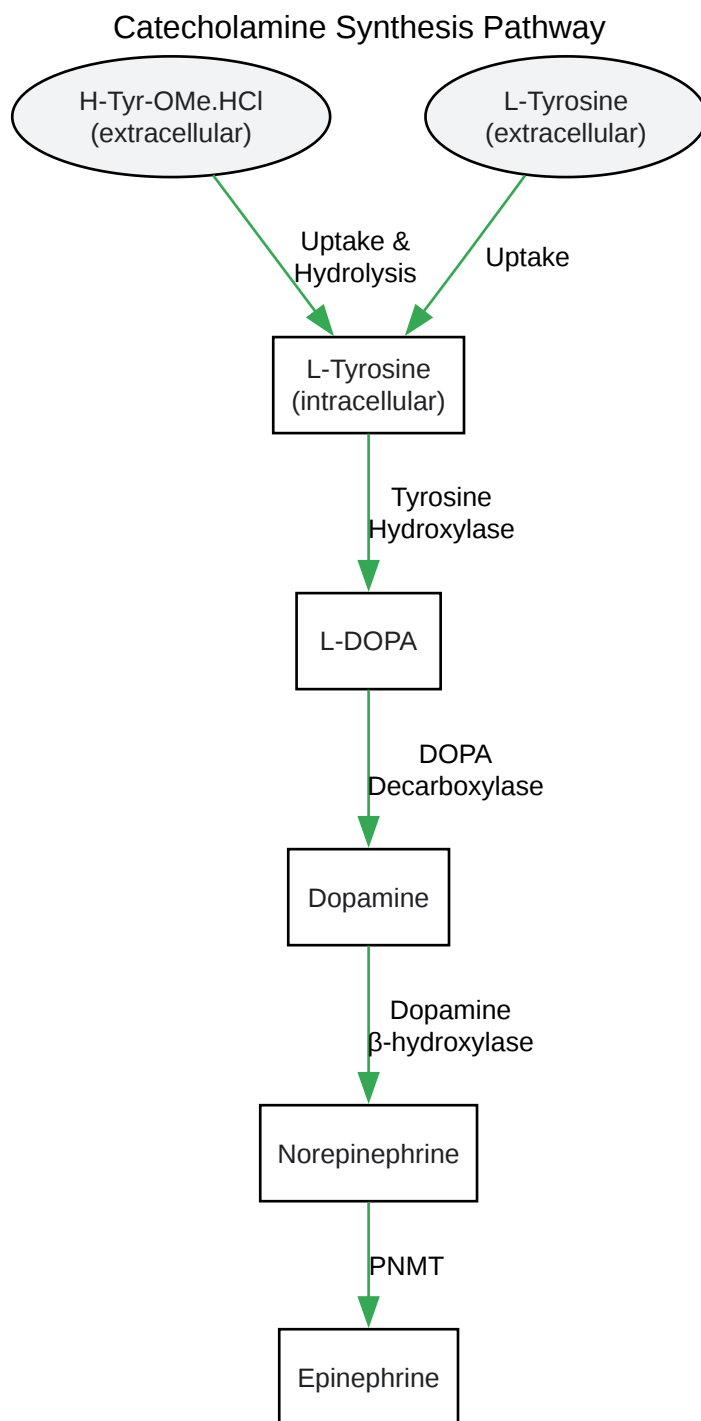 Catecholamine Synthesis Pathway
H-Tyr-OMe.HCl
(extracellular)
L-Tyrosine
(extracellular)
Uptake &
Hydrolysis
Uptake
L-Tyrosine
(intracellular)
Tyrosine
Hydroxylase
L-DOPA
DOPA
Decarboxylase
Dopamine
Dopamine
β-hydroxylase
Norepinephrine
PNMT
Epinephrine